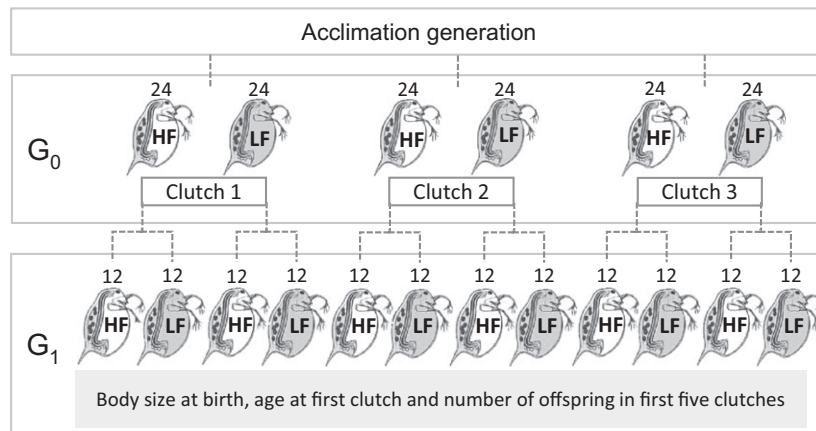 Acclimation generation
24 24 24 24 24 24
HF LF HF LF HF LF
G0
Clutch 1 Clutch 2 Clutch 3
12 12 12 12 12 12 12 12 12 12 12 12
HF LF HF LF HF LF HF LF HF LF HF LF
G1
Body size at birth, age at first clutch and number of offspring in first five clutches